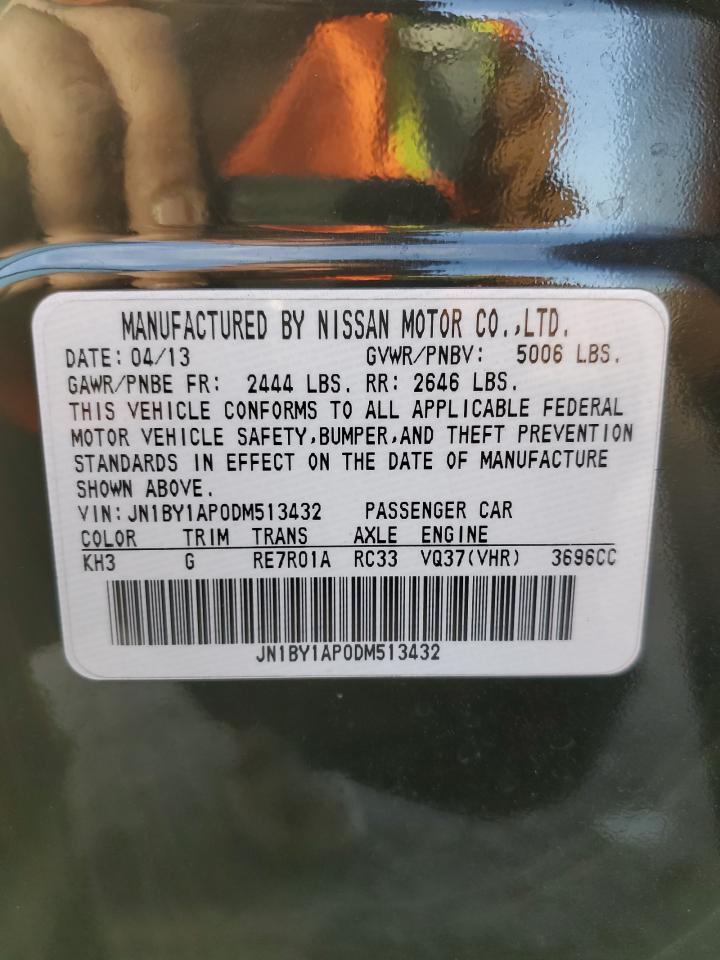 MANUFACTURED BY NISSAN MOTOR CO.,LTD.
DATE: 04/13 GVWR/PNBV: 5006 LBS.
GAWR/PNBE FR: 2444 LBS. RR: 2646 LBS.
THIS VEHICLE CONFORMS TO ALL APPLICABLE FEDERAL
MOTOR VEHICLE SAFETY,BUMPER,AND THEFT PREVENTION
STANDARDS IN EFFECT ON THE DATE OF MANUFACTURE
SHOWN ABOVE.
VIN: JN1BY1AP0DM513432 PASSENGER CAR
COLOR TRIM TRANS AXLE ENGINE
KH3 G RE7R01A RC33 VQ37(VHR) 3696CC
JN1BY1AP0DM513432